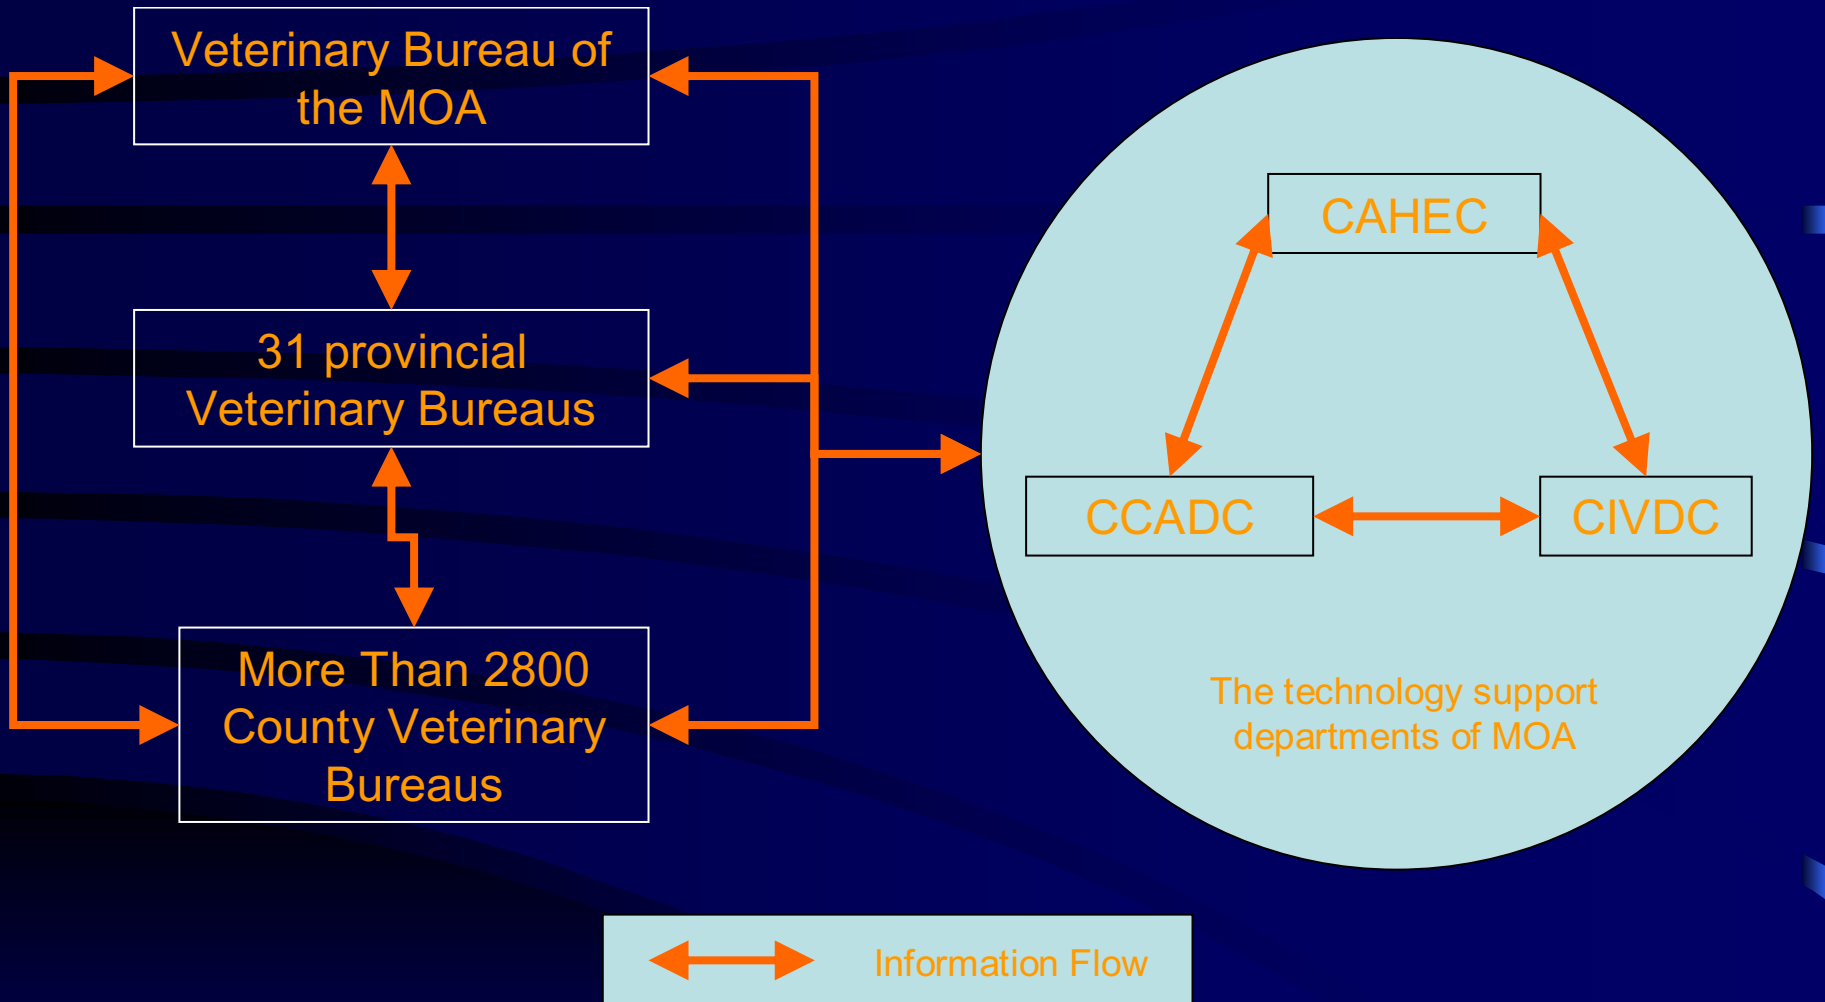 Veterinary Bureau of
the MOA
31 provincial
Veterinary Bureaus
More Than 2800
County Veterinary
Bureaus
CAHEC
CCADC
CIVDC
The technology support
departments of MOA
Information Flow